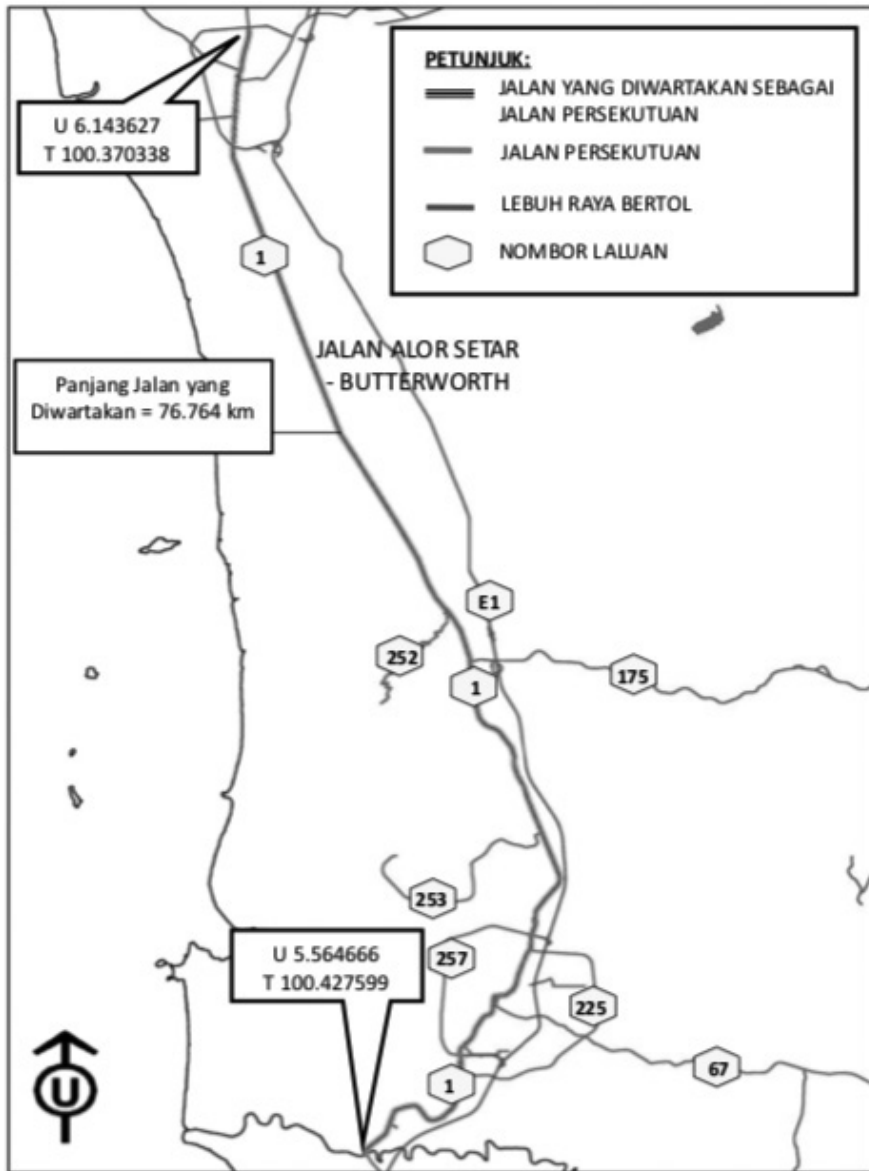 U 6.143627
T 100.370338
PETUNJUK:
JALAN YANG DIWARTAKAN SEBAGAI
JALAN PERSEKUTUAN
JALAN PERSEKUTUAN
LEBUH RAYA BERTOL
NOMBOR LALUAN
1
JALAN ALOR SETAR
- BUTTERWORTH
Panjang Jalan yang
Diwartakan = 76.764 km
E1
252
1
175
253
U 5.564666
T 100.427599
257
225
67
1
U